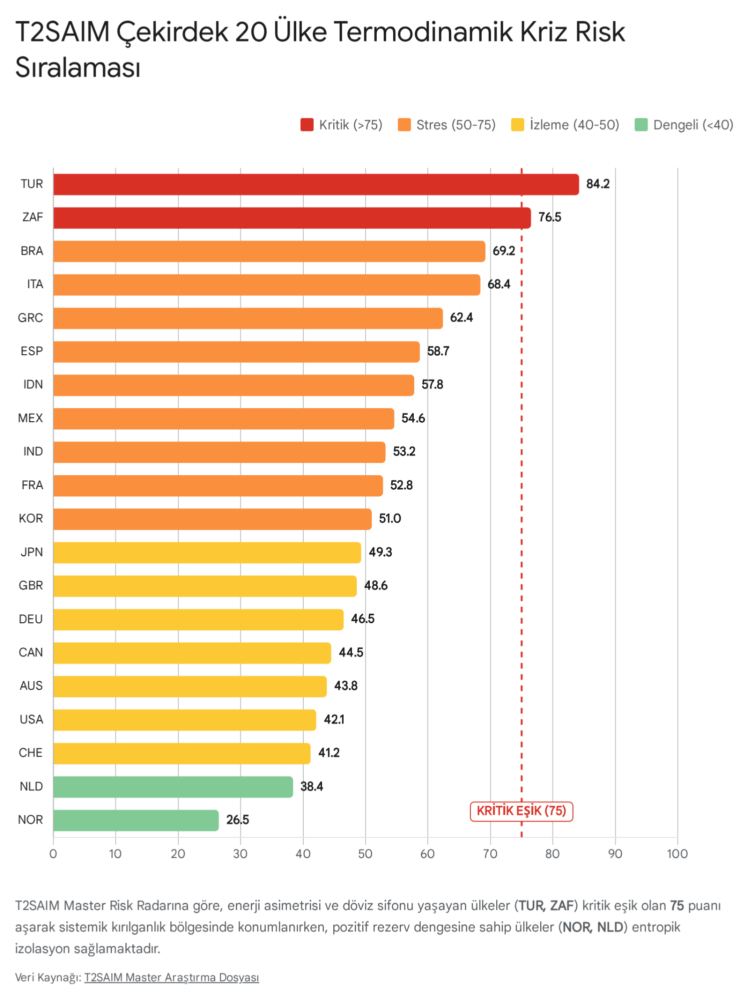 T2SAIM Çekirdek 20 Ülke Termodinamik Kriz Risk
Sıralaması
Kritik (>75)
Stres (50-75)
İzleme (40-50)
Dengeli (<40)
TUR 84.2
ZAF 76.5
BRA 69.2
ITA 68.4
GRC 62.4
ESP 58.7
IDN 57.8
MEX 54.6
IND 53.2
FRA 52.8
KOR 51.0
JPN 49.3
GBR 48.6
DEU 46.5
CAN 44.5
AUS 43.8
USA 42.1
CHE 41.2
NLD 38.4
NOR 26.5
KRİTİK EŞİK (75)
0 10 20 30 40 50 60 70 80 90 100
T2SAIM Master Risk Radarına göre, enerji asimetrisi ve döviz sifonu yaşayan ülkeler (TUR, ZAF) kritik eşik olan 75 puanı
aşarak sistemik kırılganlık bölgesinde konumlanırken, pozitif rezerv dengesine sahip ülkeler (NOR, NLD) entropik
izolasyon sağlamaktadır.
Veri Kaynağı: T2SAIM Master Araştırma Dosyası